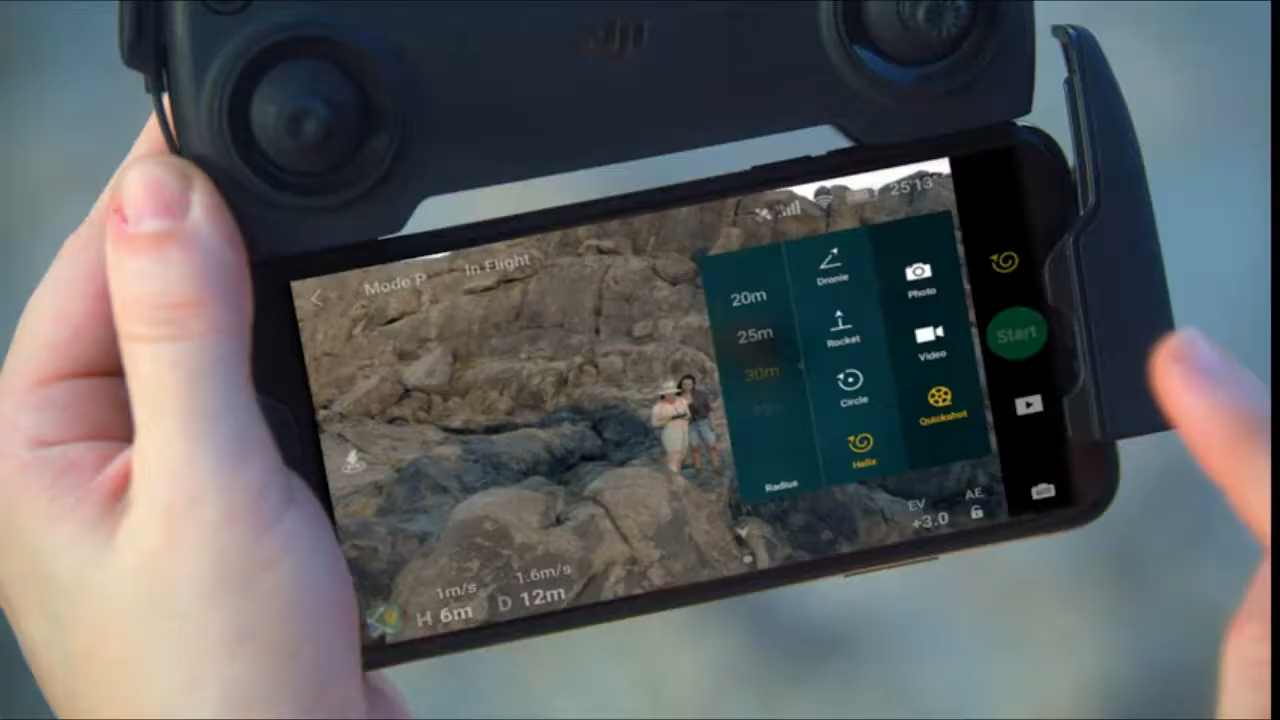 dji
25'13"
Mode P
In Flight
20m
25m
30m
Radius
Dronie
Rocket
Circle
Helix
Photo
Video
Quickshot
Start
EV
+3.0
AE
1m/s
1.6m/s
H 6m
D 12m